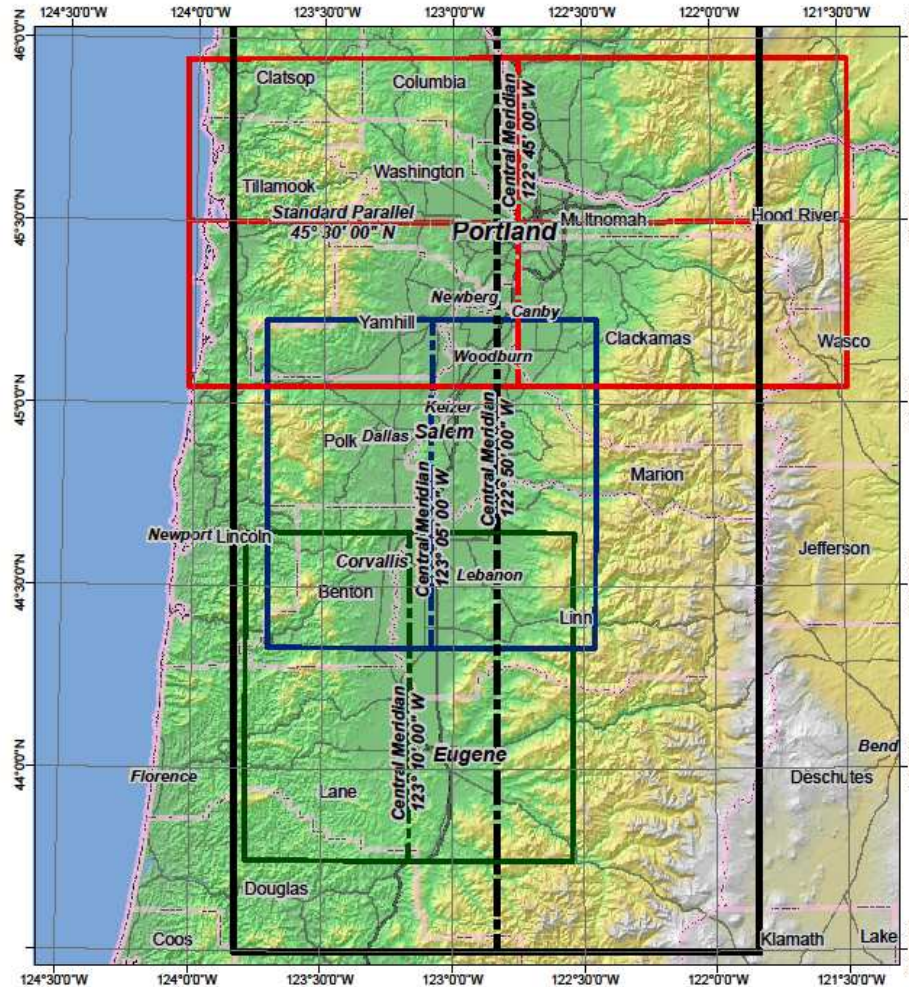 124°30'0"W
124°0'0"W
123°30'0"W
123°0'0"W
122°30'0"W
122°0'0"W
121°30'0"W
46°0'0"N
Clatsop
Columbia
Central Meridian
122° 45' 00" W
Washington
Tillamook
Standard Parallel
45° 30' 00" N
Multnomah
Hood River
45°30'0"N
Portland
Newberg
Canby
Yamhill
Clackamas
Wasco
Woodburn
45°0'0"N
Keizer
Polk
Dallas
Salem
Central Meridian
122° 50' 00" W
Marion
Central Meridian
123° 05' 00" W
Newport
Lincoln
Jefferson
Corvallis
Lebanon
44°30'0"N
Benton
Linn
Central Meridian
123° 10' 00" W
Eugene
Bend
44°0'0"N
Florence
Lane
Deschutes
Douglas
Coos
Klamath
Lake
124°30'0"W
124°0'0"W
123°30'0"W
123°0'0"W
122°30'0"W
122°0'0"W
121°30'0"W